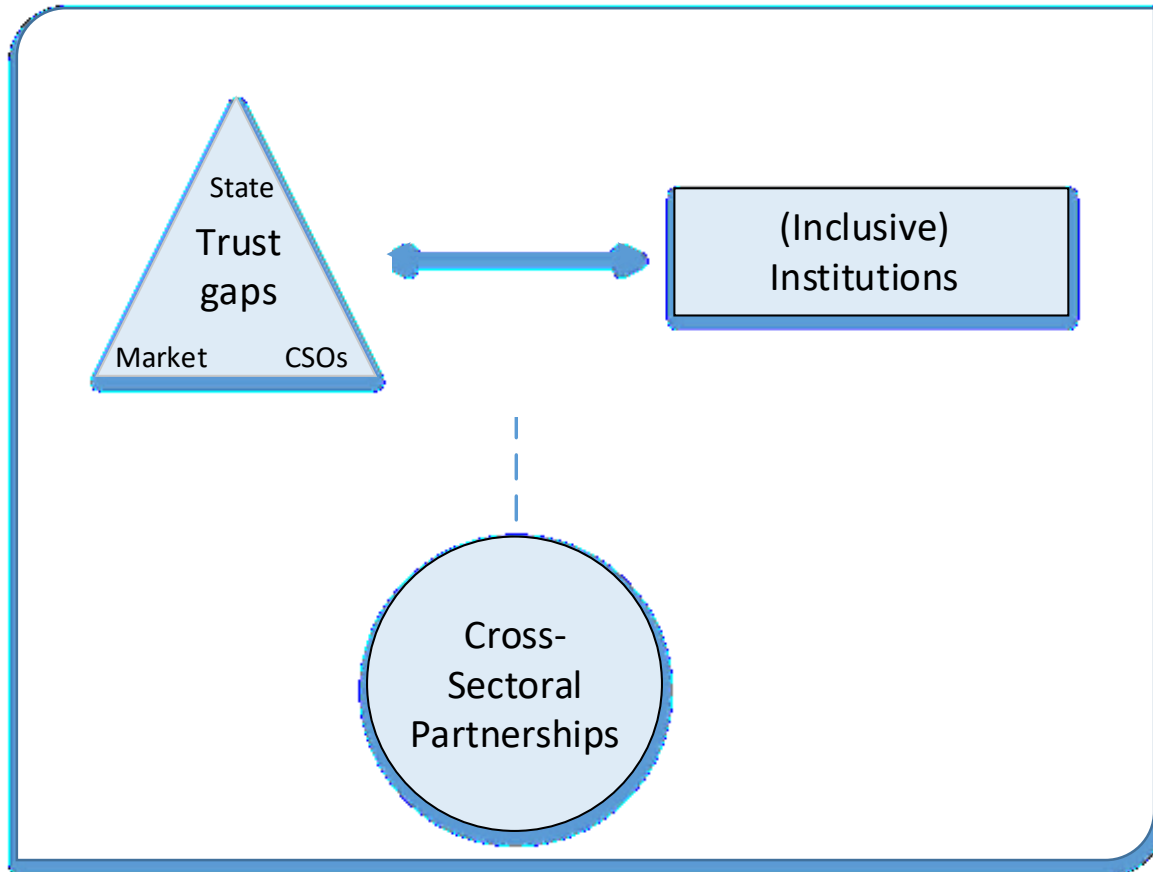 State
Trust
gaps
Market CSOs
(Inclusive)
Institutions
Cross-
Sectoral
Partnerships